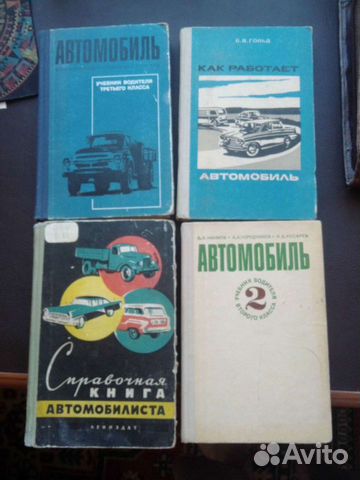 АВТОМОБИЛЬ
УЧЕБНИК ВОДИТЕЛЯ
ТРЕТЬЕГО КЛАССА
Б. В. ГОЛЬД
КАК РАБОТАЕТ
АВТОМОБИЛЬ
Справочная
КНИГА
АВТОМОБИЛИСТА
ЛЕНИЗДАТ
АВТОМОБИЛЬ
УЧЕБНИК ВОДИТЕЛЯ
2
ВТОРОГО КЛАССА
Avito